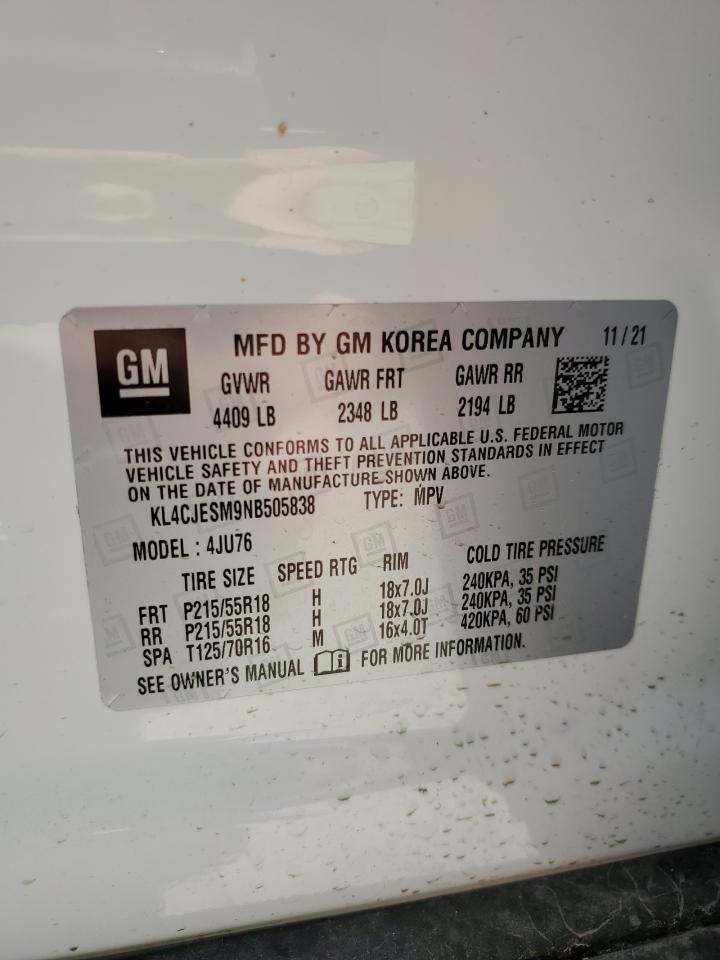 GM
MFD BY GM KOREA COMPANY 11/21
GVWR GAWR FRT GAWR RR
4409 LB 2348 LB 2194 LB
THIS VEHICLE CONFORMS TO ALL APPLICABLE U.S. FEDERAL MOTOR
VEHICLE SAFETY AND THEFT PREVENTION STANDARDS IN EFFECT
ON THE DATE OF MANUFACTURE SHOWN ABOVE.
KL4CJESM9NB505838 TYPE: MPV
MODEL : 4JU76
TIRE SIZE SPEED RTG RIM COLD TIRE PRESSURE
FRT P215/55R18 H 18x7.0J 240KPA, 35 PSI
RR P215/55R18 H 18x7.0J 240KPA, 35 PSI
SPA T125/70R16 M 16x4.0T 420KPA, 60 PSI
SEE OWNER'S MANUAL FOR MORE INFORMATION.